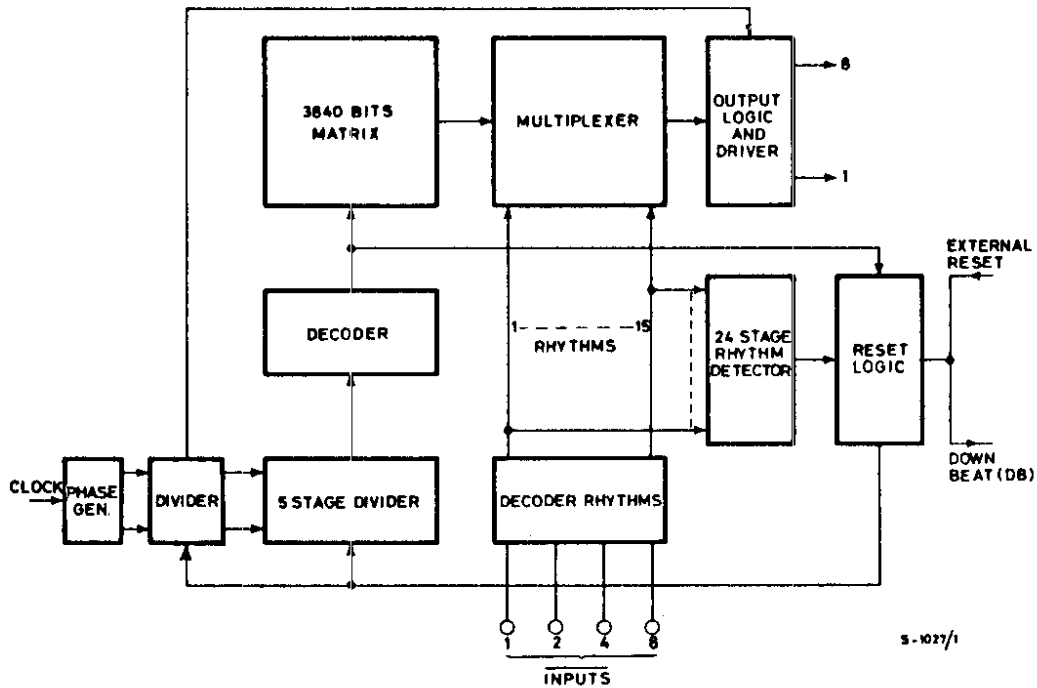 3840 BITS
MATRIX
MULTIPLEXER
OUTPUT
LOGIC
AND
DRIVER
8
1
EXTERNAL
RESET
DECODER
1
15
RHYTHMS
24 STAGE
RHYTHM
DETECTOR
RESET
LOGIC
DOWN
BEAT (DB)
CLOCK
PHASE
GEN.
DIVIDER
5 STAGE DIVIDER
DECODER RHYTHMS
1
2
4
8
INPUTS
S-1027/1